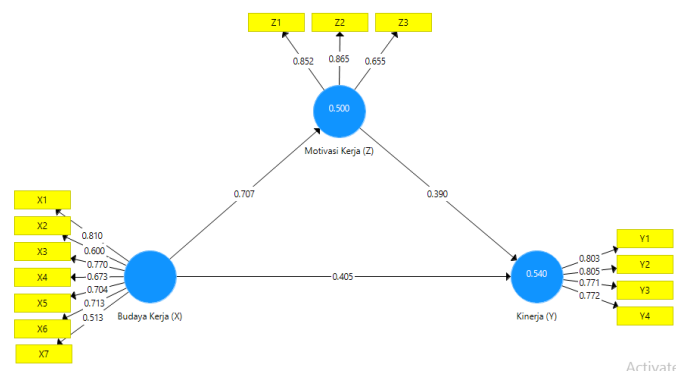 Z1 Z2 Z3
0.852 0.865 0.655
0.500
Motivasi Kerja (Z)
0.707 0.390
X1
X2
X3
X4
X5
X6
X7
0.810
0.600
0.770
0.673
0.704
0.713
0.513
Budaya Kerja (X)
0.405
0.540
Kinerja (Y)
0.803
0.805
0.771
0.772
Y1
Y2
Y3
Y4
Activate